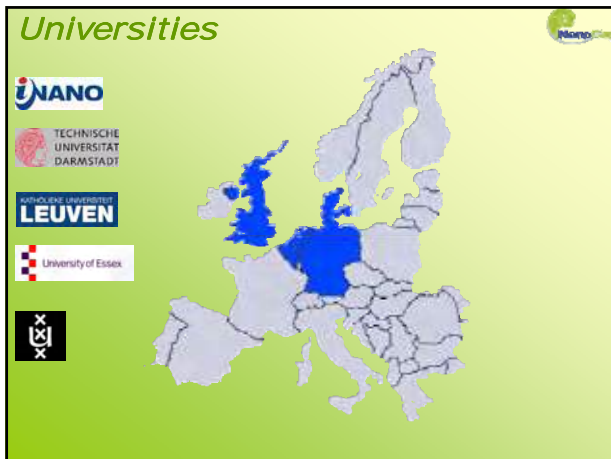 Universities
iNANO
TECHNISCHE
UNIVERSITÄT
DARMSTADT
KATHOLIEKE UNIVERSITEIT
LEUVEN
University of Essex